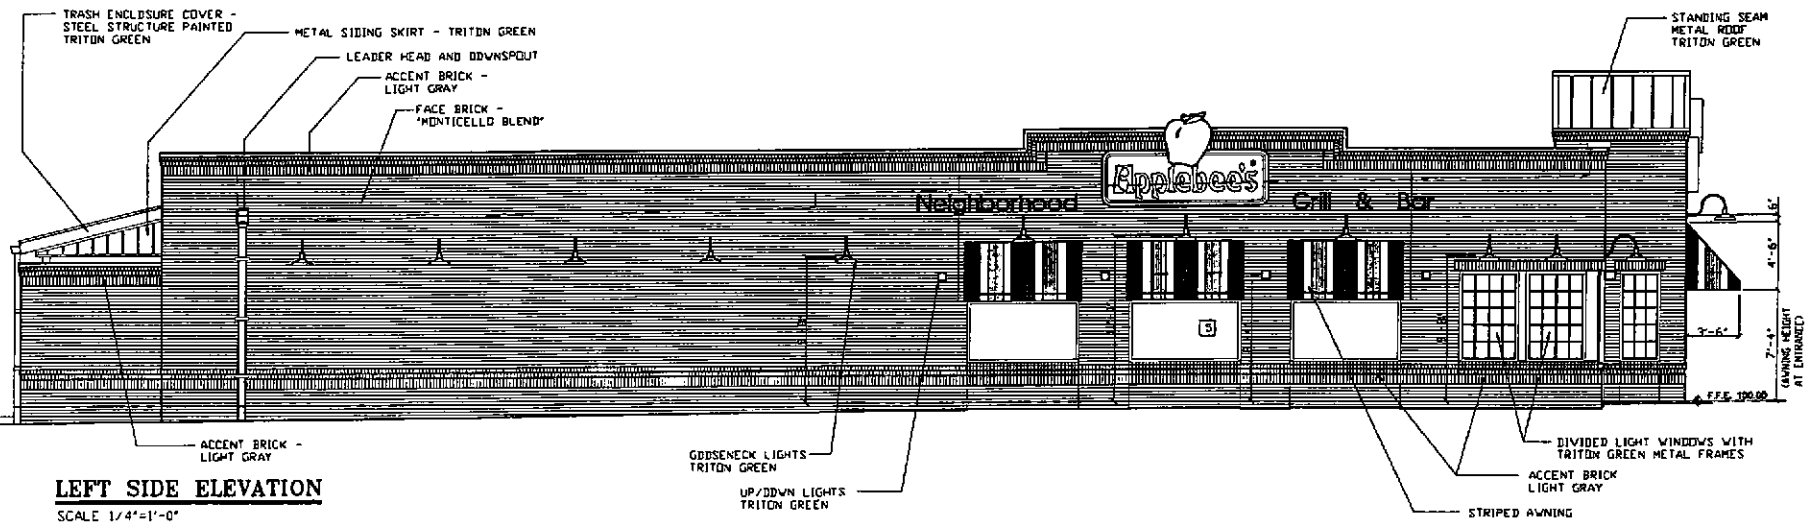 TRASH ENCLOSURE COVER -
STEEL STRUCTURE PAINTED
TRITON GREEN
METAL SIDING SKIRT - TRITON GREEN
LEADER HEAD AND DOWNSPOUT
ACCENT BRICK -
LIGHT GRAY
FACE BRICK -
"MONTICELLO BLEND"
STANDING SEAM
METAL ROOF
TRITON GREEN
Applebee's
Neighborhood
Grill & Bar
6"
4'-6"
3'-6"
7'-4"
(AWNING HEIGHT
AT ENTRANCE)
F.F.E. 100.00
ACCENT BRICK -
LIGHT GRAY
GOOSENECK LIGHTS
TRITON GREEN
UP/DOWN LIGHTS
TRITON GREEN
DIVIDED LIGHT WINDOWS WITH
TRITON GREEN METAL FRAMES
ACCENT BRICK
LIGHT GRAY
STRIPED AWNING
LEFT SIDE ELEVATION
SCALE 1/4"=1'-0"